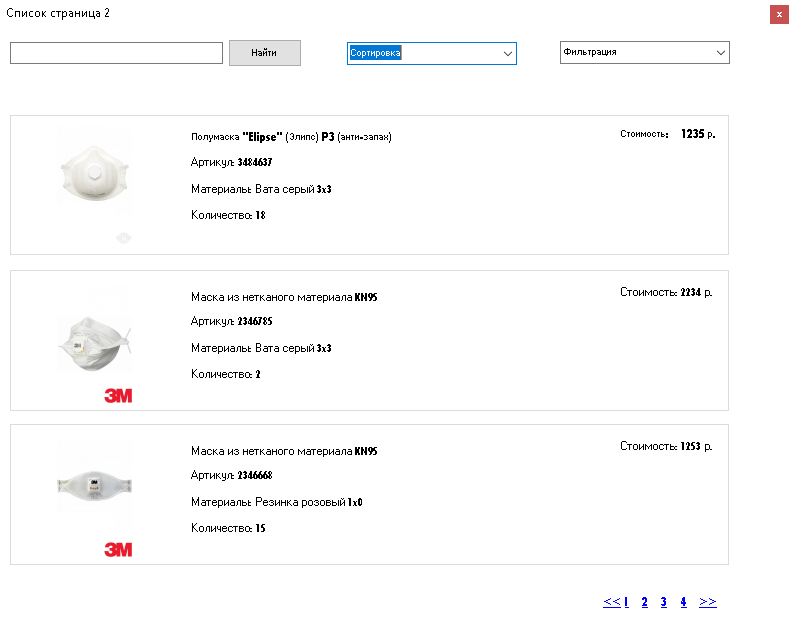 Список страница 2
x
Найти
Сортировка
Фильтрация
Полумаска "Elipse" (Элипс) P3 (анти-запах)
Стоимость: 1235 р.
Артикул: 3484637
Материалы: Вата серый 3x3
Количество: 18
Маска из нетканого материала KN95
Стоимость: 2234 р.
Артикул: 2346785
Материалы: Вата серый 3x3
Количество: 2
3M
Маска из нетканого материала KN95
Стоимость: 1253 р.
Артикул: 2346668
Материалы: Резинка розовый 1x0
Количество: 15
3M
<< 1 2 3 4 >>